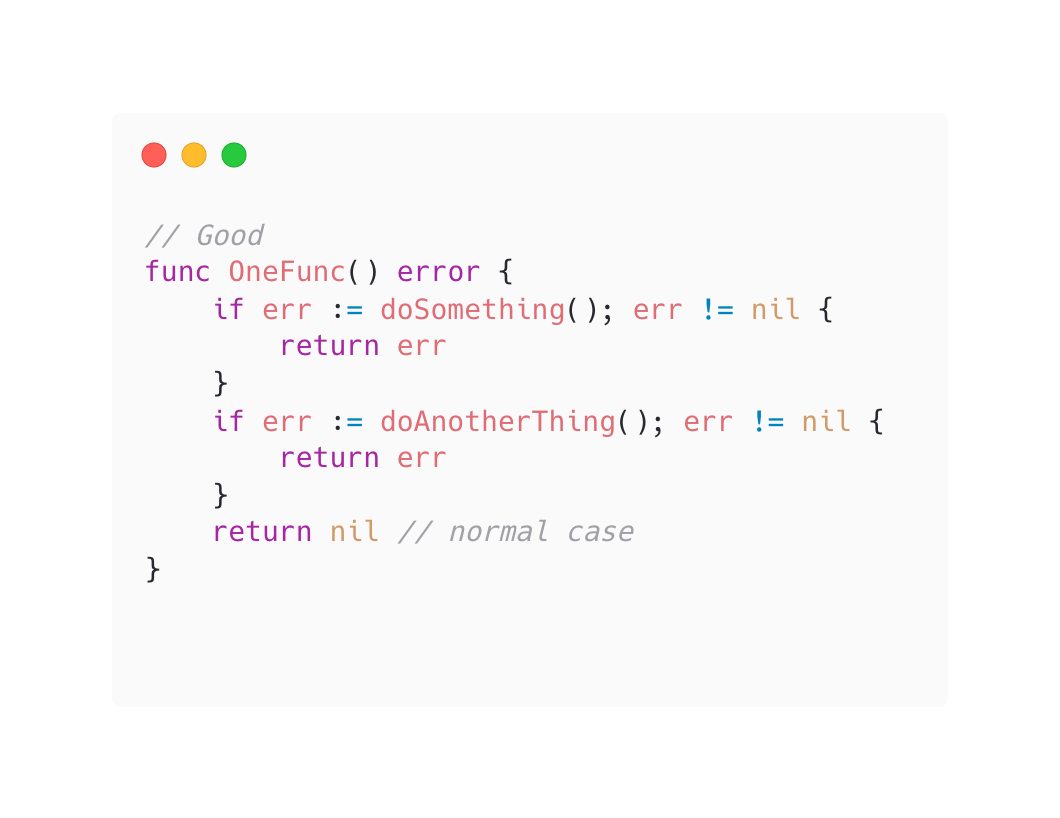 // Good
func OneFunc() error {
    if err := doSomething(); err != nil {
        return err
    }
    if err := doAnotherThing(); err != nil {
        return err
    }
    return nil // normal case
}